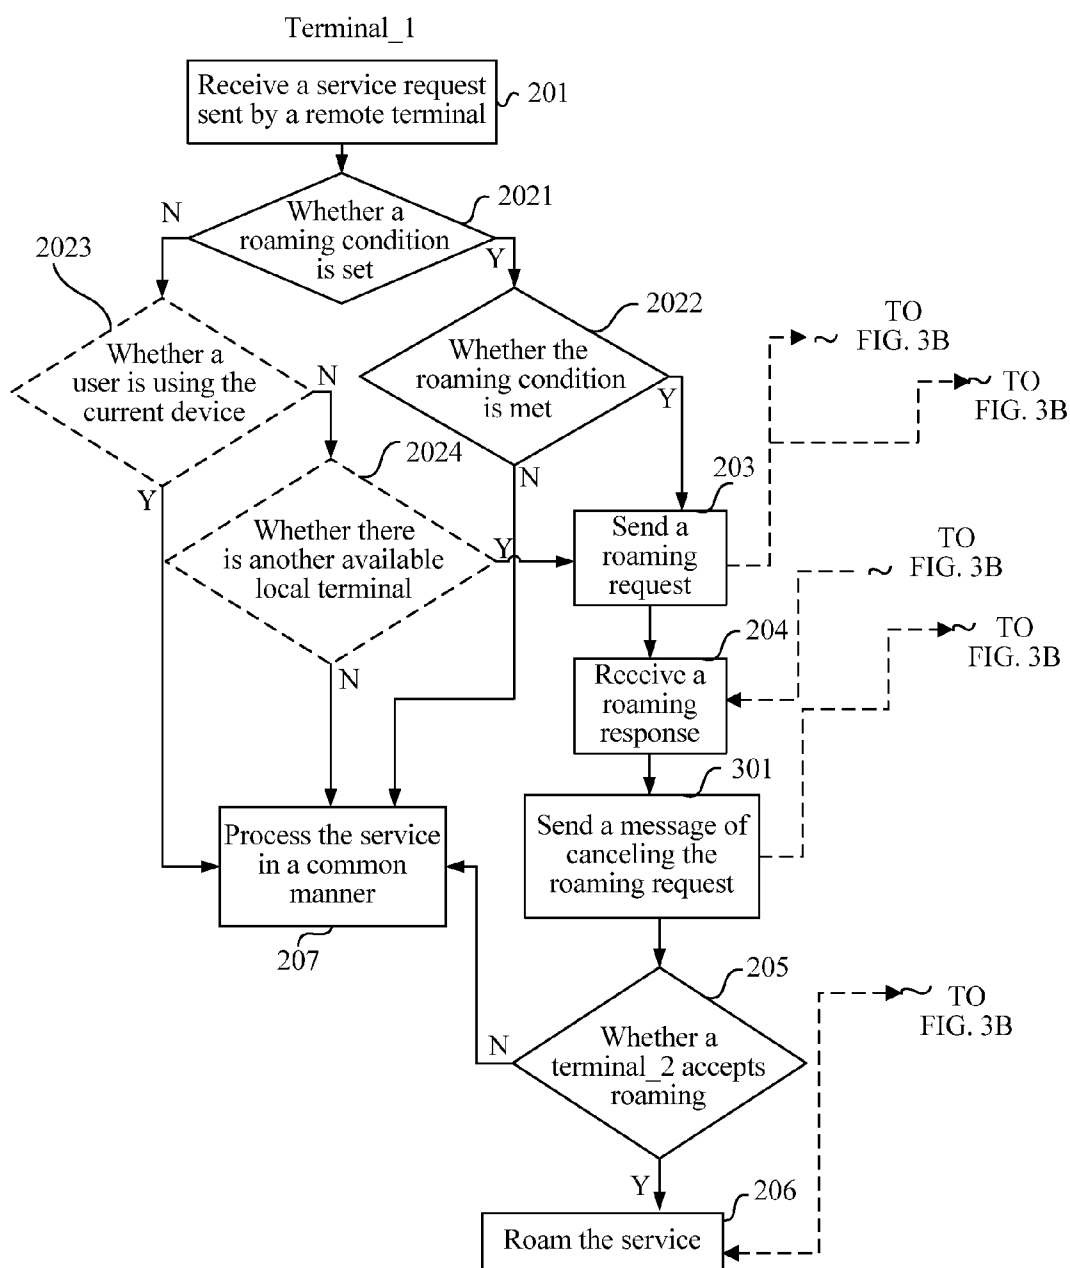 Terminal_1
Receive a service request
sent by a remote terminal
201
Whether a
roaming condition
is set
2021
N
Y
2023
Whether a
user is using the
current device
N
Y
2022
Whether the
roaming condition
is met
Y
N
TO
FIG. 3B
TO
FIG. 3B
2024
Whether there
is another available
local terminal
Y
N
203
Send a
roaming
request
TO
FIG. 3B
204
Receive a
roaming
response
TO
FIG. 3B
301
Send a message of
canceling the
roaming request
Process the service
in a common
manner
207
205
Whether a
terminal_2 accepts
roaming
N
Y
TO
FIG. 3B
206
Roam the service